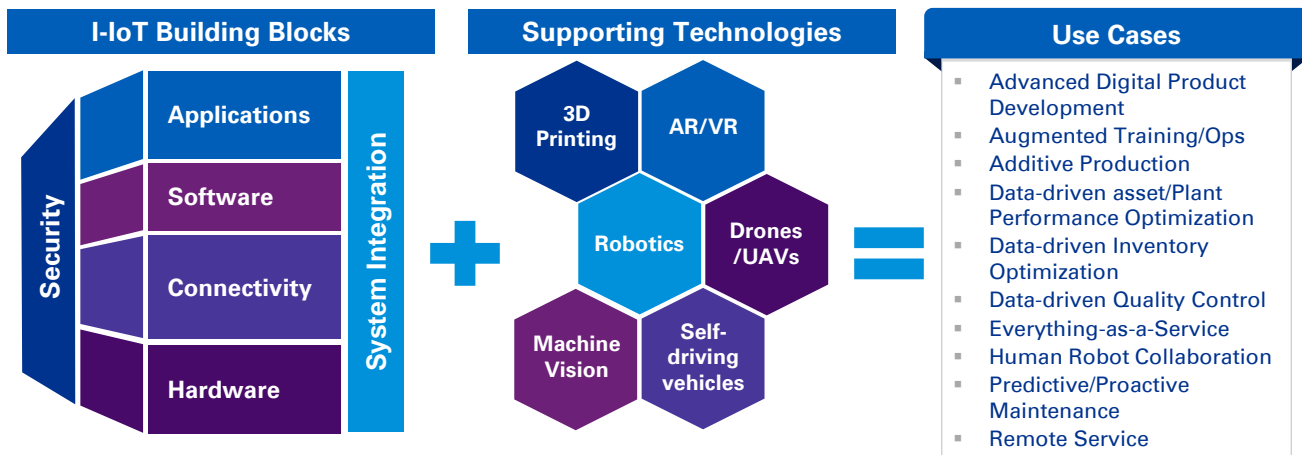 I-IoT Building Blocks
Security
Applications
Software
Connectivity
Hardware
System Integration
Supporting Technologies
3D
Printing
AR/VR
Robotics
Drones
/UAVs
Machine
Vision
Self-
driving
vehicles
Use Cases
Advanced Digital Product
Development
Augmented Training/Ops
Additive Production
Data-driven asset/Plant
Performance Optimization
Data-driven Inventory
Optimization
Data-driven Quality Control
Everything-as-a-Service
Human Robot Collaboration
Predictive/Proactive
Maintenance
Remote Service